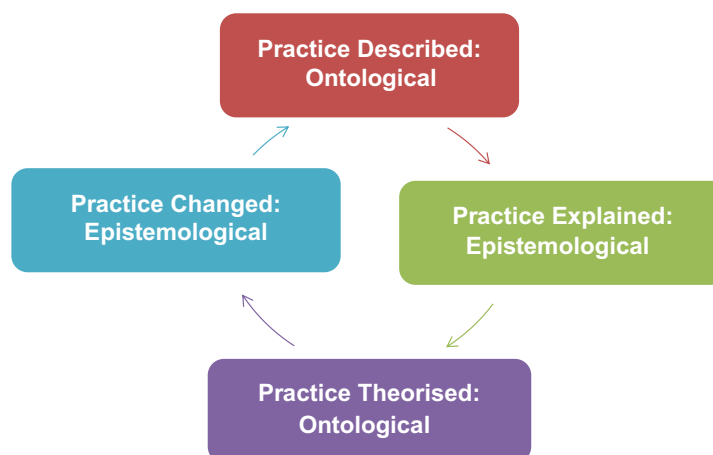 Practice Described:
Ontological
Practice Changed:
Epistemological
Practice Explained:
Epistemological
Practice Theorised:
Ontological